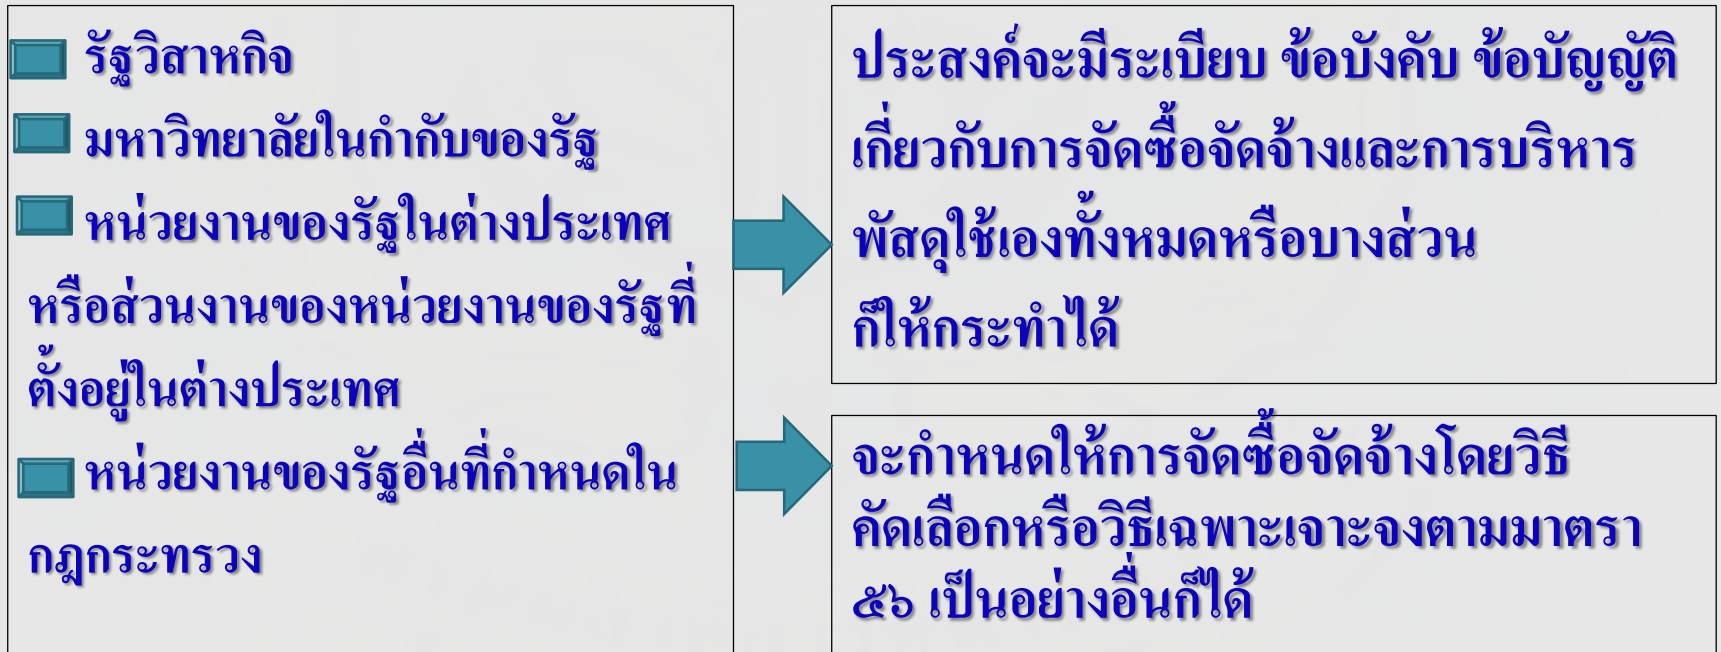 รัฐวิสาหกิจ
มหาวิทยาลัยในกำกับของรัฐ
หน่วยงานของรัฐในต่างประเทศ
หรือส่วนงานของหน่วยงานของรัฐที่
ตั้งอยู่ในต่างประเทศ
หน่วยงานของรัฐอื่นที่กำหนดใน
กฎกระทรวง
ประสงค์จะมีระเบียบ ข้อบังคับ ข้อบัญญัติ
เกี่ยวกับการจัดซื้อจัดจ้างและการบริหาร
พัสดุใช้เองทั้งหมดหรือบางส่วน
ก็ให้กระทำได้
จะกำหนดให้การจัดซื้อจัดจ้างโดยวิธี
คัดเลือกหรือวิธีเฉพาะเจาะจงตามมาตรา
๕๖ เป็นอย่างอื่นก็ได้